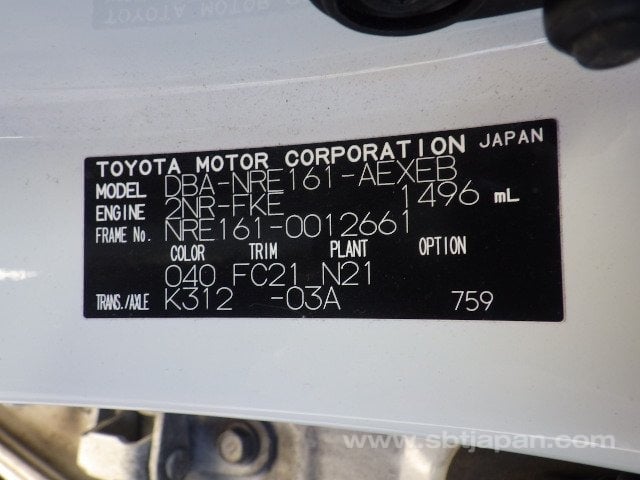 TOYOTA MOTOR CORPORATION JAPAN
MODEL DBA-NRE161-AEXEB
ENGINE 2NR-FKE 1496 mL
FRAME No. NRE161-0012661
COLOR TRIM PLANT OPTION
040 FC21 N21
TRANS./AXLE K312 -03A 759
www.sbtjapan.com